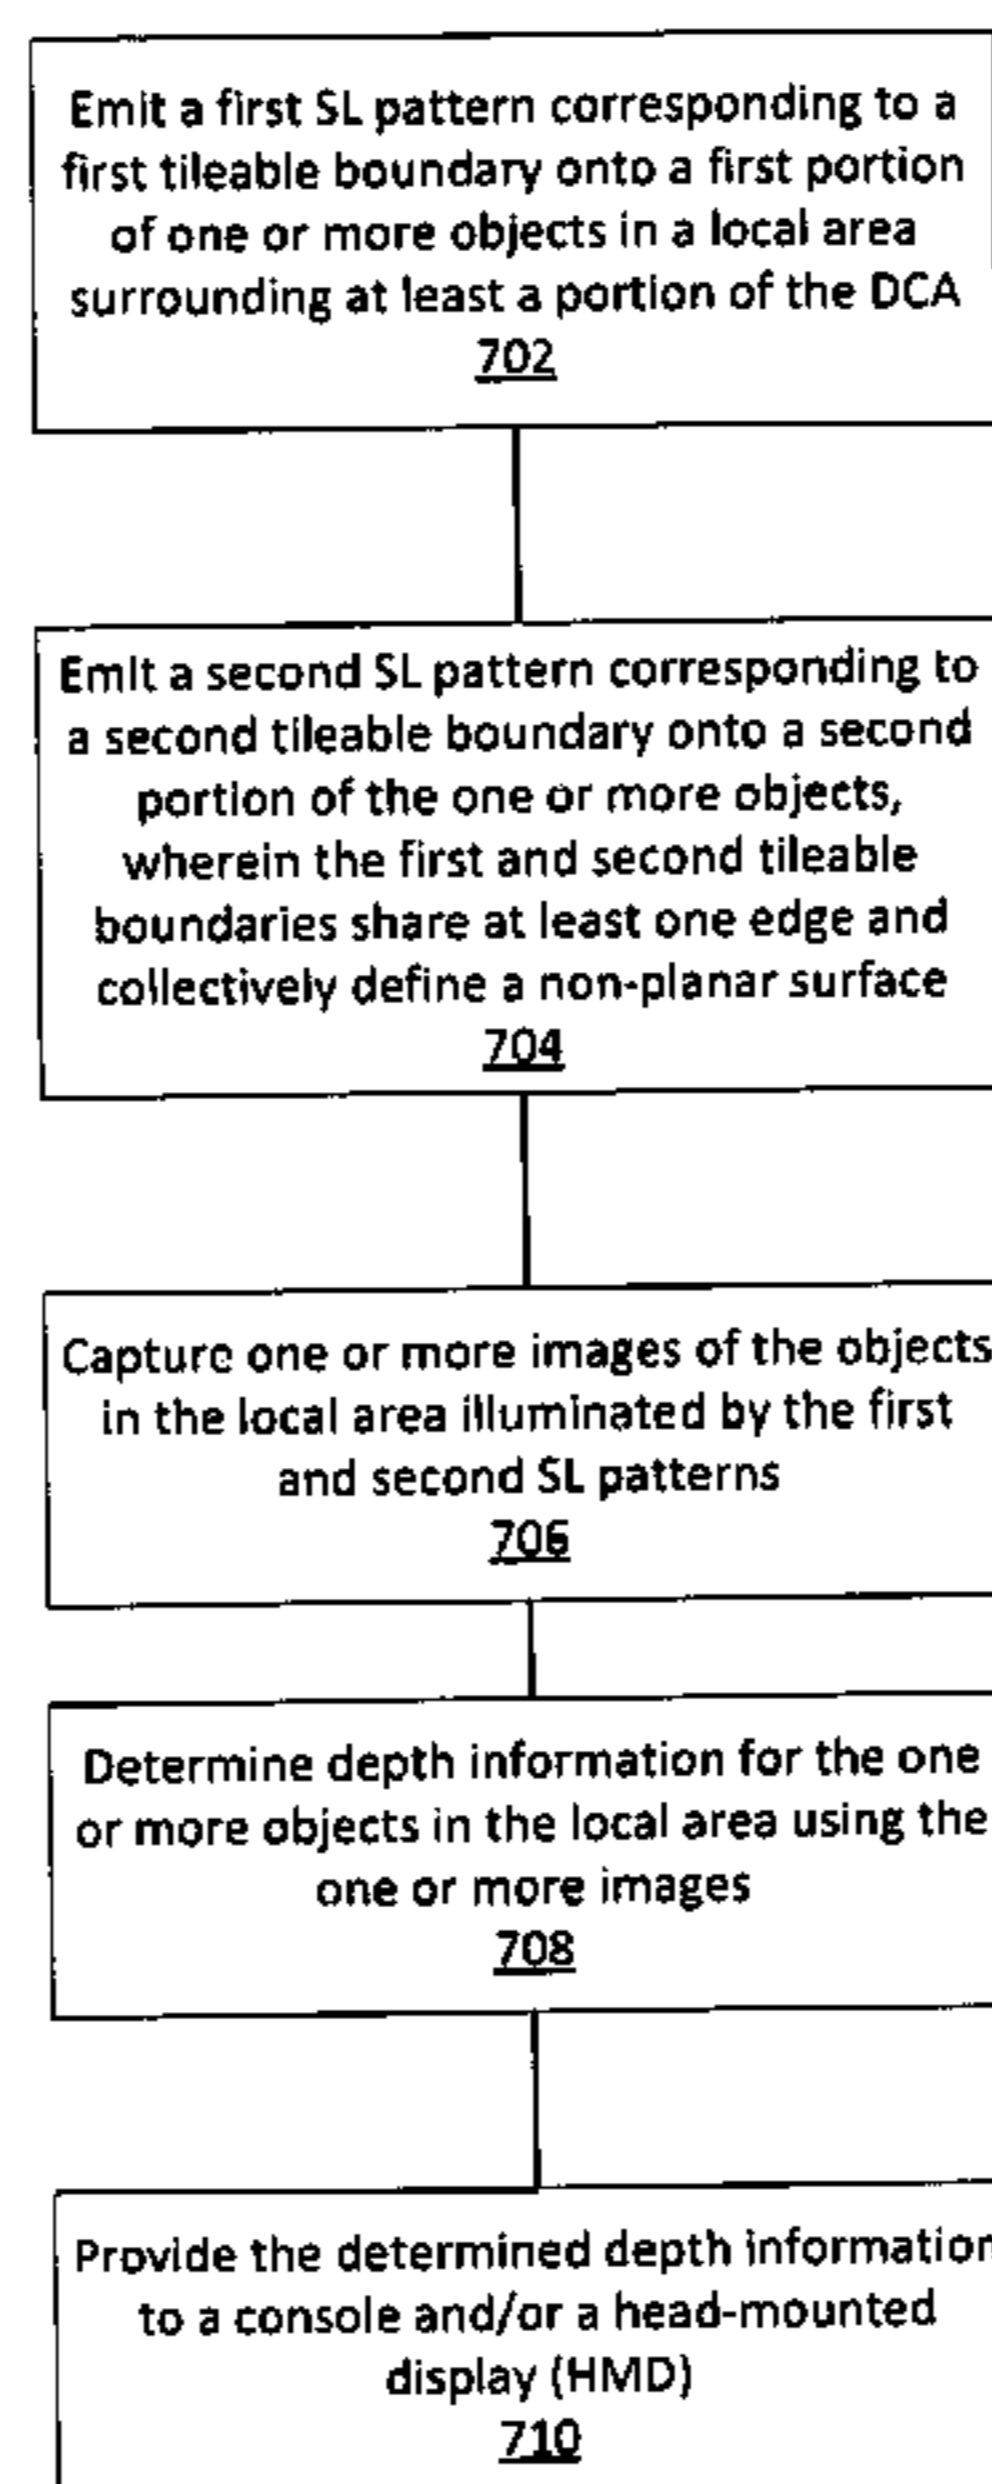 Emit a first SL pattern corresponding to a
first tileable boundary onto a first portion
of one or more objects in a local area
surrounding at least a portion of the DCA
702
Emit a second SL pattern corresponding to
a second tileable boundary onto a second
portion of the one or more objects,
wherein the first and second tileable
boundaries share at least one edge and
collectively define a non-planar surface
704
Capture one or more images of the objects
in the local area illuminated by the first
and second SL patterns
706
Determine depth information for the one
or more objects in the local area using the
one or more images
708
Provide the determined depth information
to a console and/or a head-mounted
display (HMD)
710